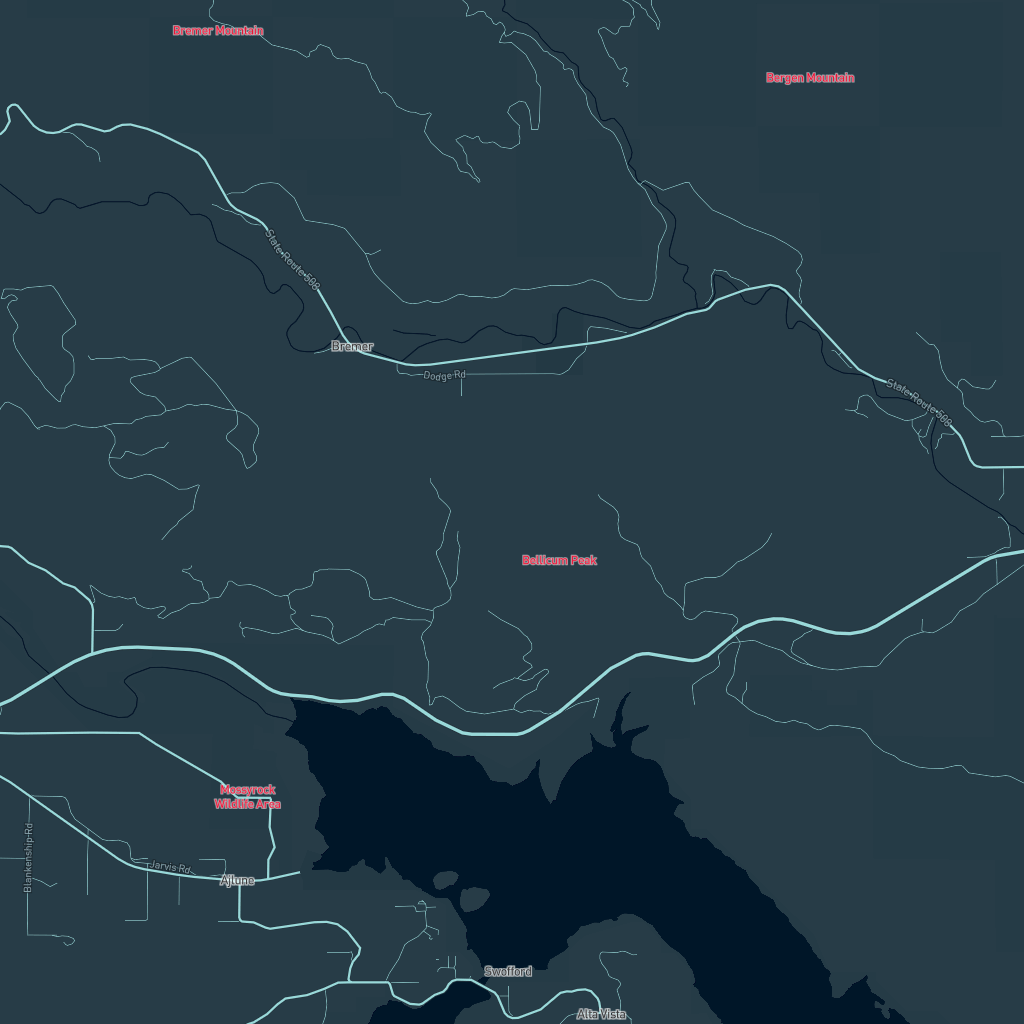 Bremer Mountain
Bergen Mountain
State Route 508
Bremer
Dodge Rd
State Route 508
Beillcum Peak
Mossyrock
Wildlife Area
Blankenship Rd
Jarvis Rd
Ajlune
Swofford
Alta Vista